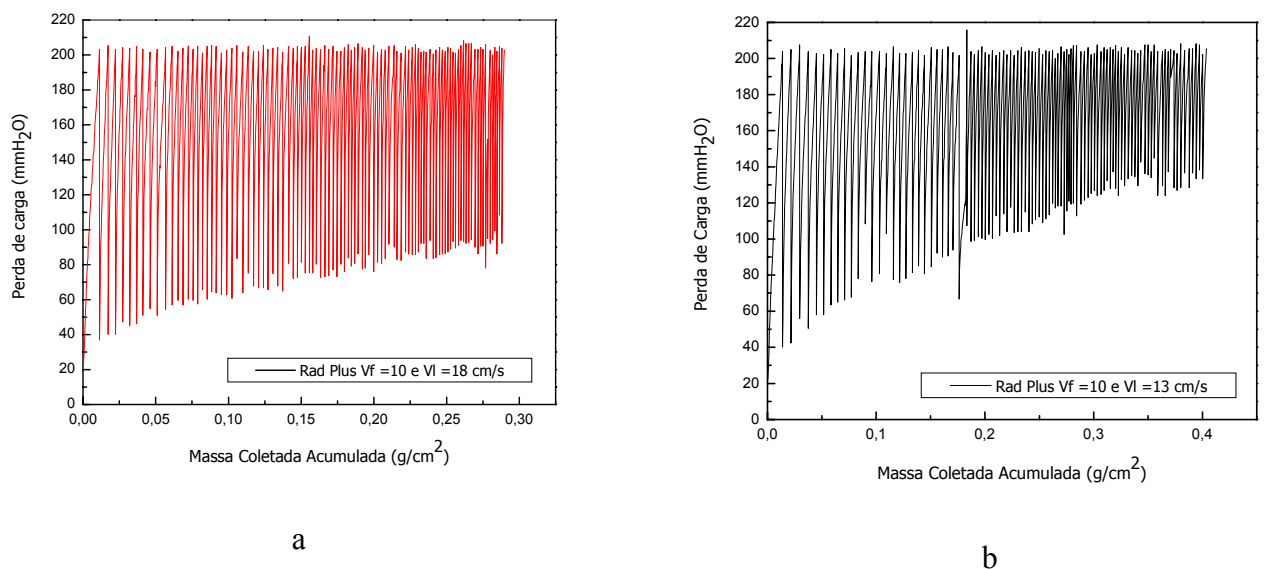 220
200
180
160
140
120
100
80
60
40
20
0
Perda de carga (mmH2O)
Rad Plus Vf =10 e Vl =18 cm/s
0,00 0,05 0,10 0,15 0,20 0,25 0,30
Massa Coletada Acumulada (g/cm2)
a
220
200
180
160
140
120
100
80
60
40
20
0
Perda de Carga (mmH2O)
Rad Plus Vf =10 e Vl =13 cm/s
0,0 0,1 0,2 0,3 0,4
Massa Coletada Acumulada (g/cm2)
b